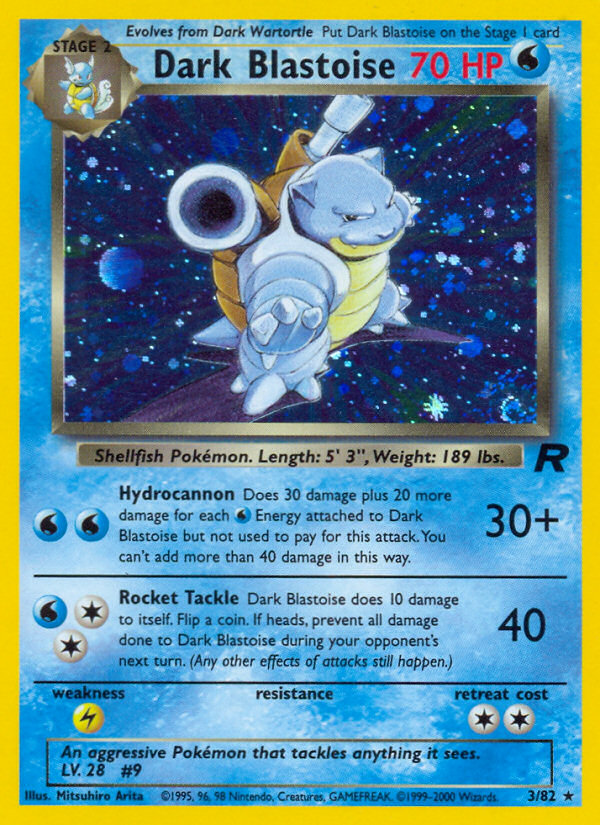 Evolves from Dark Wartortle Put Dark Blastoise on the Stage 1 card
STAGE 2
Dark Blastoise 70 HP
Shellfish Pokémon. Length: 5' 3", Weight: 189 lbs.
R
Hydrocannon Does 30 damage plus 20 more
damage for each Energy attached to Dark
Blastoise but not used to pay for this attack. You
can't add more than 40 damage in this way.
30+
Rocket Tackle Dark Blastoise does 10 damage
to itself. Flip a coin. If heads, prevent all damage
done to Dark Blastoise during your opponent's
next turn. (Any other effects of attacks still happen.)
40
weakness resistance retreat cost
An aggressive Pokémon that tackles anything it sees.
LV. 28 #9
Illus. Mitsuhiro Arita ©1995, 96, 98 Nintendo, Creatures, GAMEFREAK. ©1999-2000 Wizards. 3/82 ★